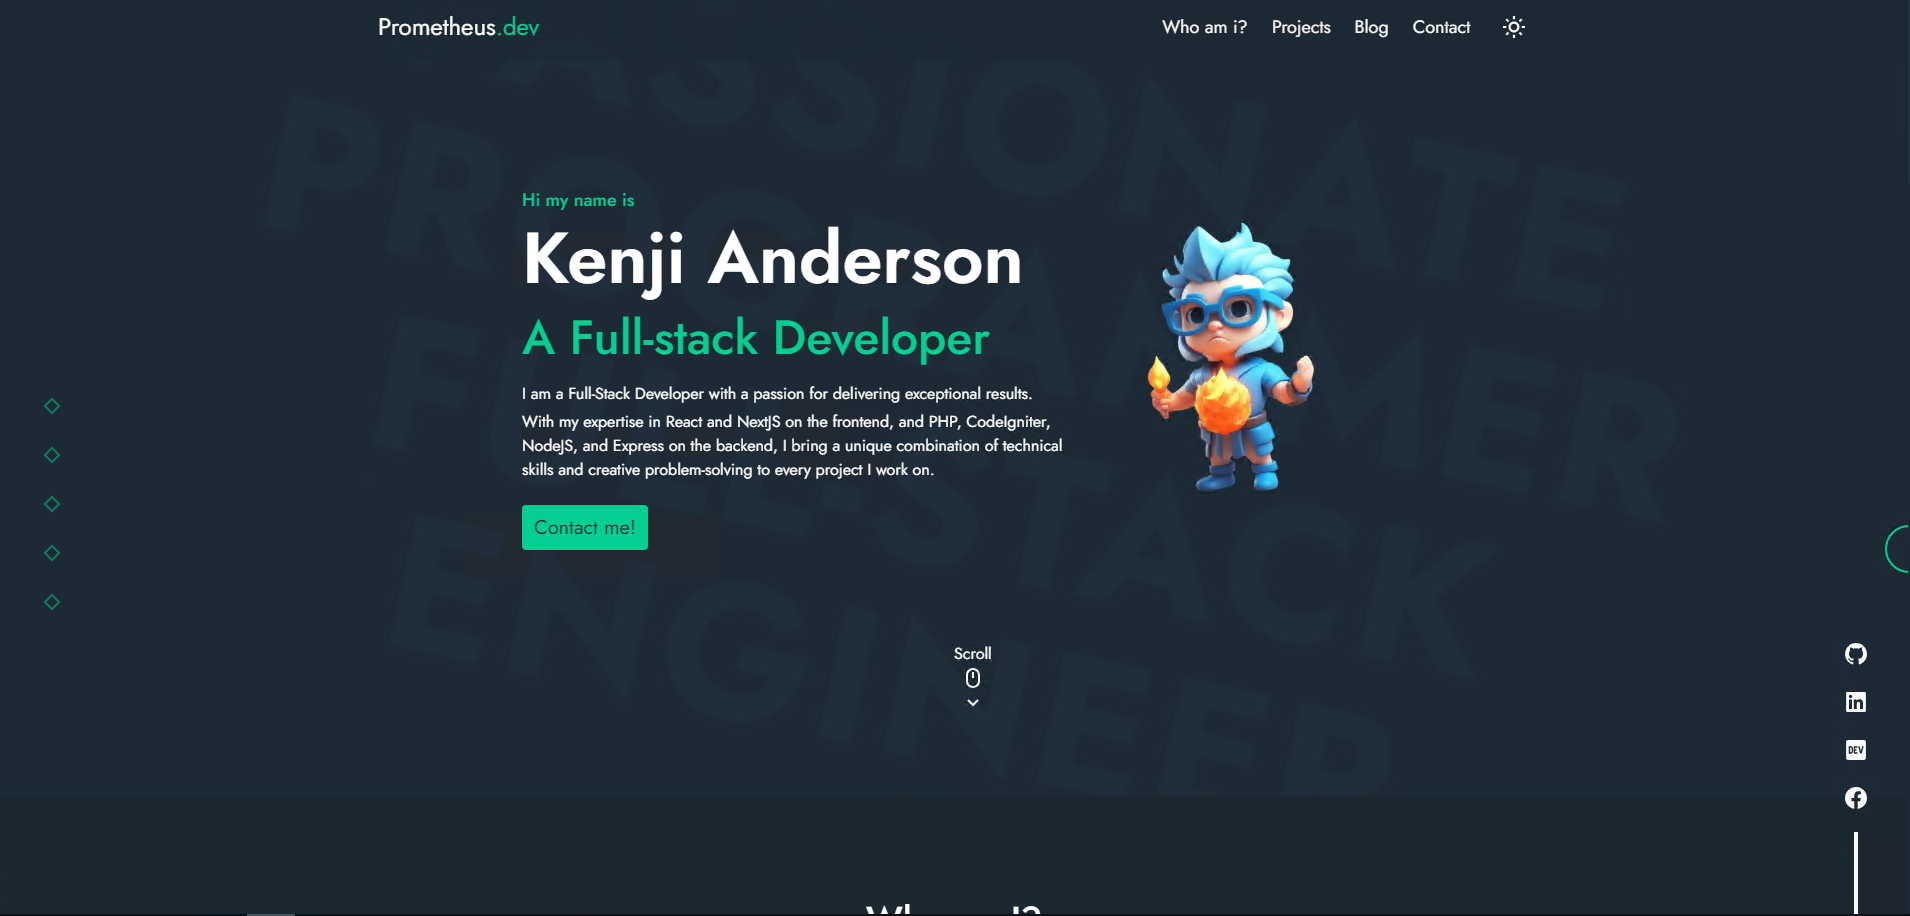 Prometheus.dev
Who am i?
Projects
Blog
Contact
PASSIONATE
PROGRAMMER
FULL-STACK
ENGINEER
Hi my name is
Kenji Anderson
A Full-stack Developer
I am a Full-Stack Developer with a passion for delivering exceptional results.
With my expertise in React and NextJS on the frontend, and PHP, CodeIgniter,
NodeJS, and Express on the backend, I bring a unique combination of technical
skills and creative problem-solving to every project I work on.
Contact me!
Scroll
in
DEV